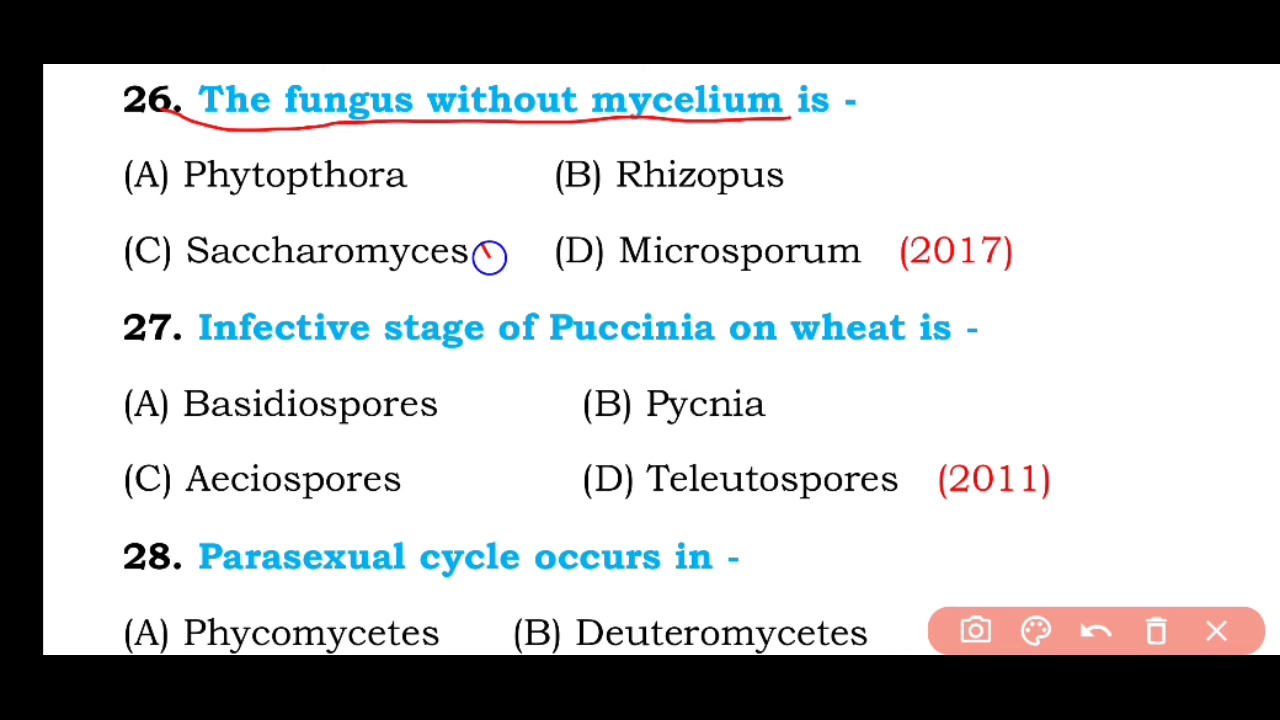 26. The fungus without mycelium is -
(A) Phytopthora (B) Rhizopus
(C) Saccharomyces (D) Microsporum (2017)
27. Infective stage of Puccinia on wheat is -
(A) Basidiospores (B) Pycnia
(C) Aeciospores (D) Teleutospores (2011)
28. Parasexual cycle occurs in -
(A) Phycomycetes (B) Deuteromycetes